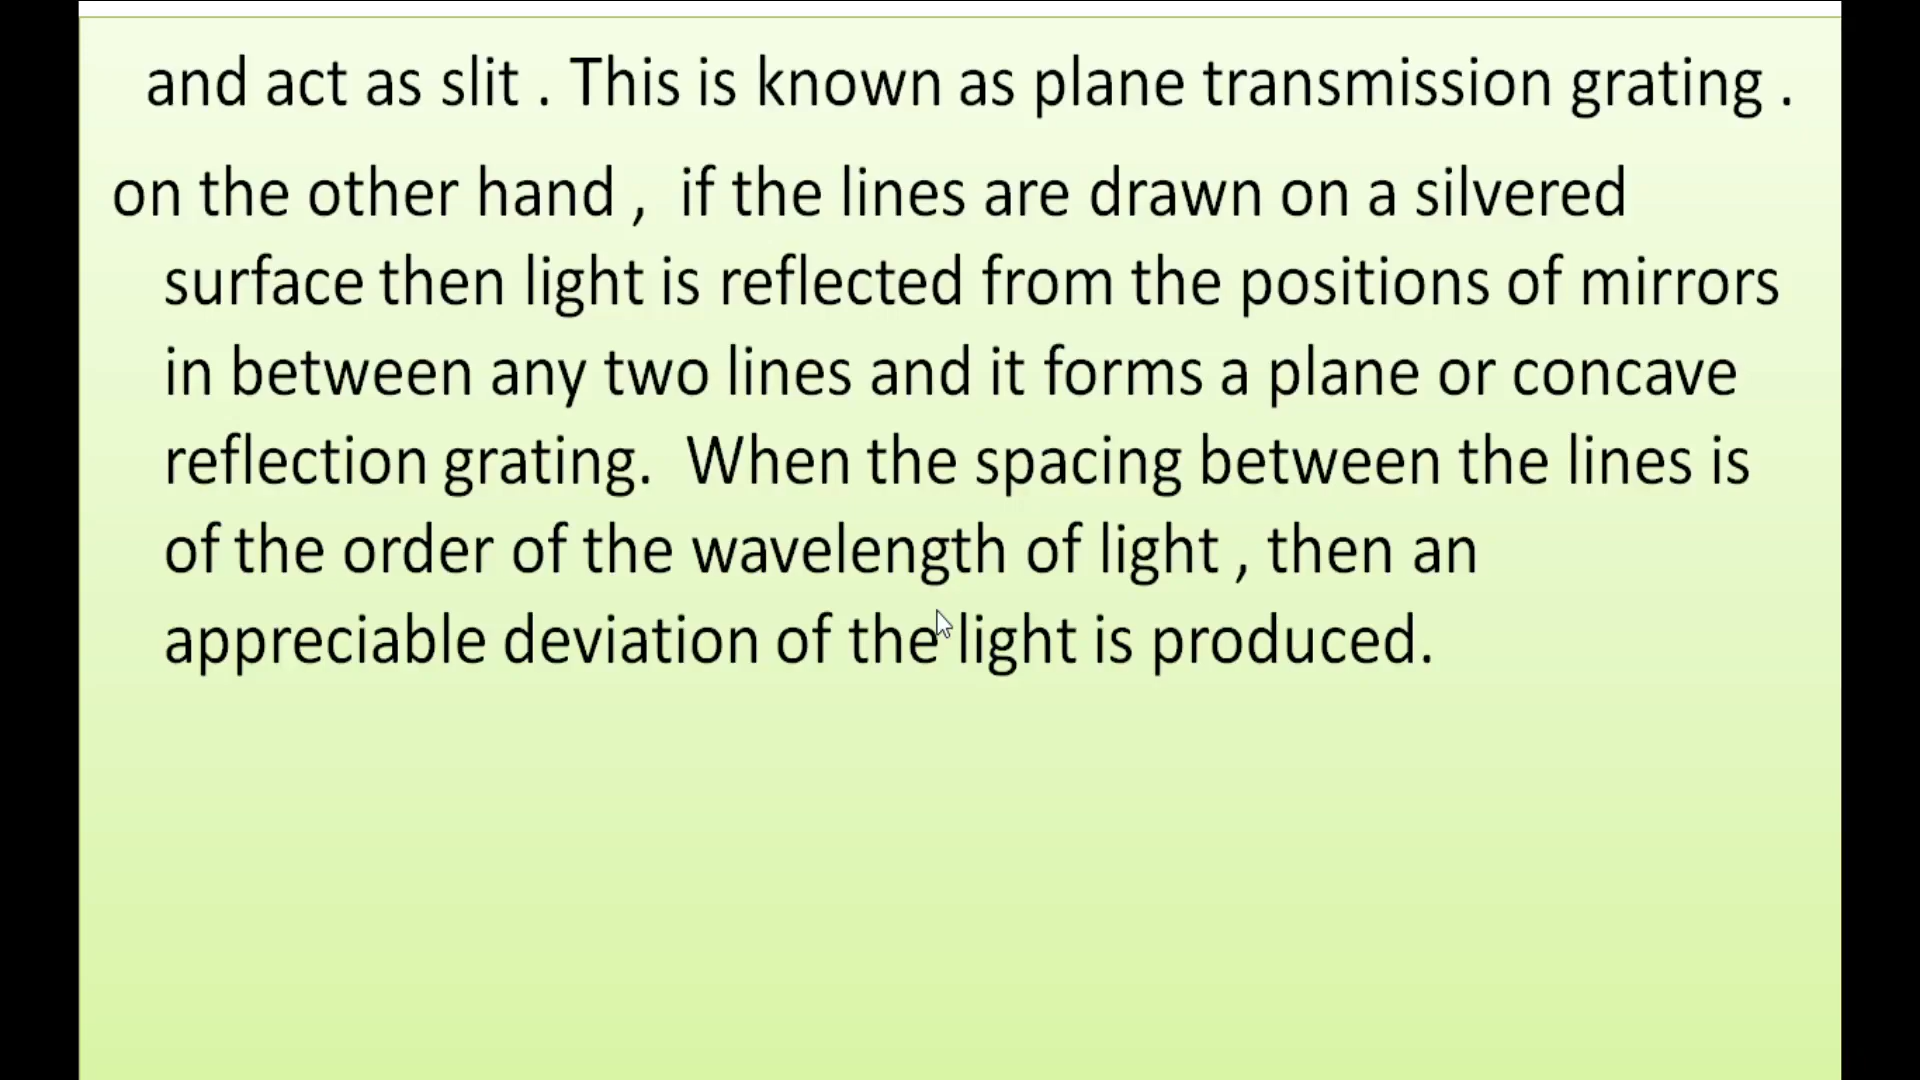 and act as slit . This is known as plane transmission grating .
on the other hand ,  if the lines are drawn on a silvered
surface then light is reflected from the positions of mirrors
in between any two lines and it forms a plane or concave
reflection grating.  When the spacing between the lines is
of the order of the wavelength of light , then an
appreciable deviation of the light is produced.